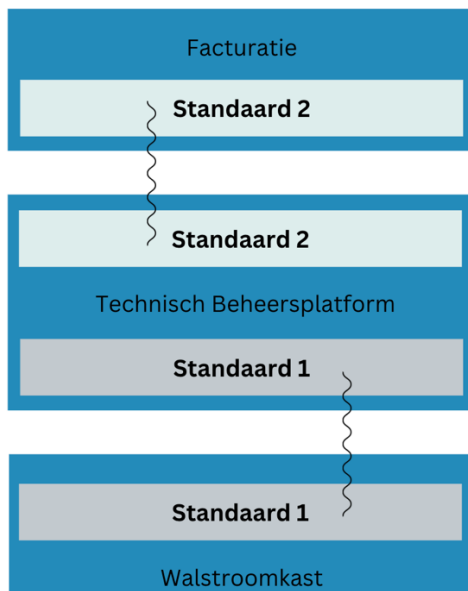 Facturatie
Standaard 2
Standaard 2
Technisch Beheersplatform
Standaard 1
Standaard 1
Walstroomkast